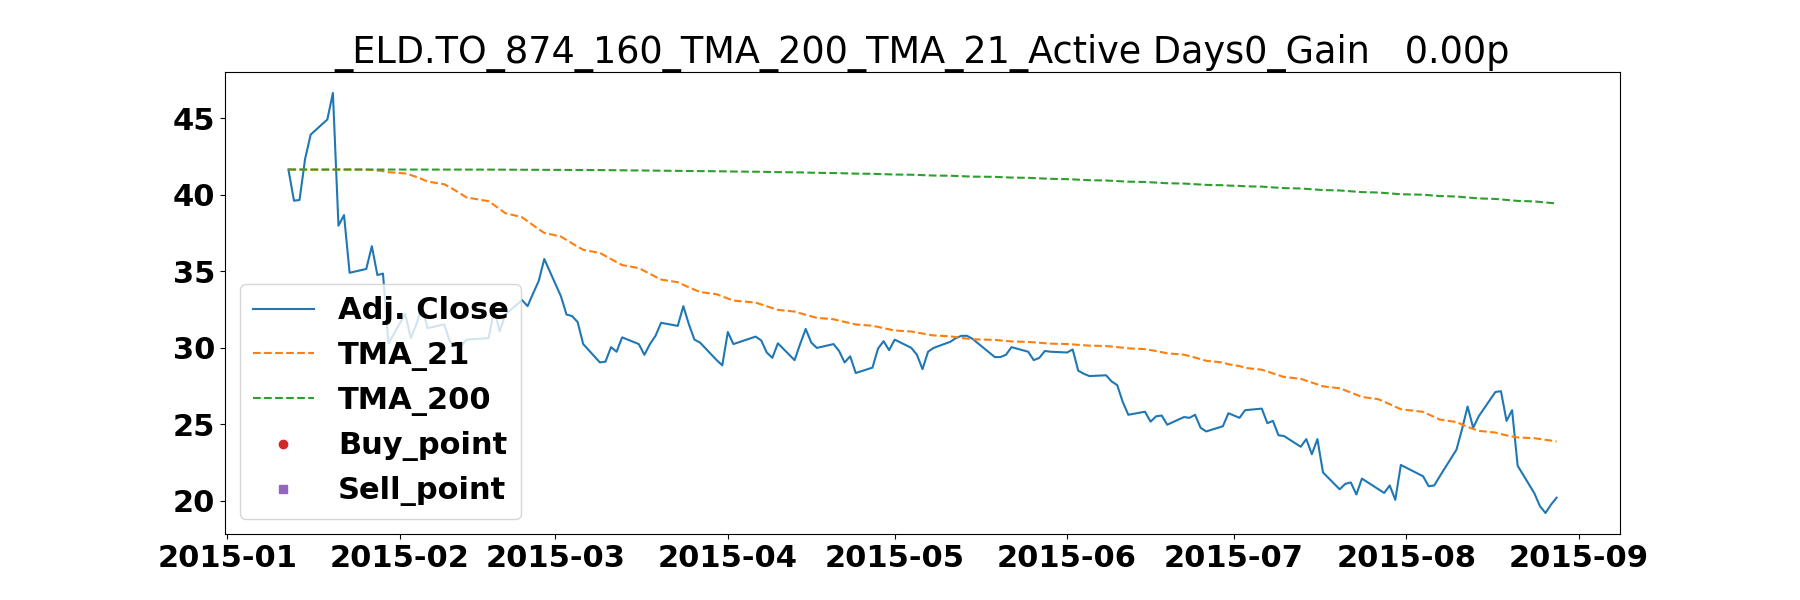 _ELD.TO_874_160_TMA_200_TMA_21_Active Days0_Gain   0.00p
45
40
35
30
25
20
Adj. Close
TMA_21
TMA_200
Buy_point
Sell_point
2015-01 2015-02 2015-03 2015-04 2015-05 2015-06 2015-07 2015-08 2015-09